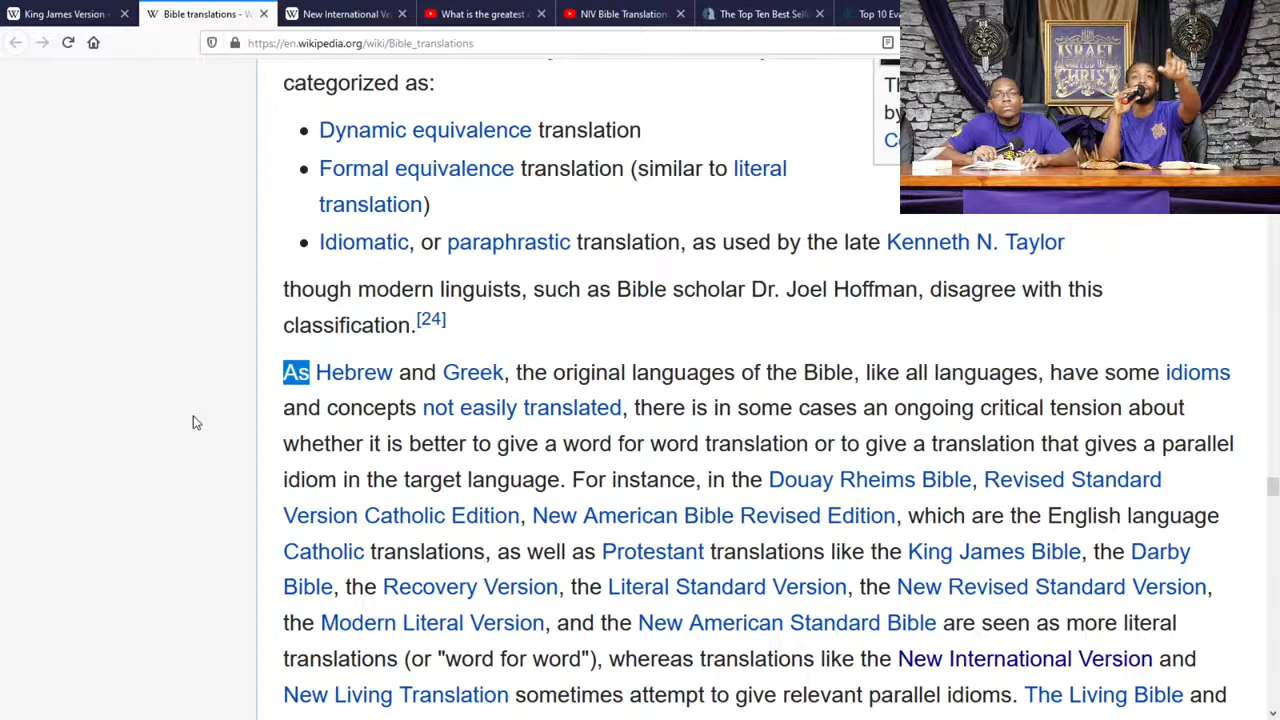 King James Version
Bible translations - W
New International Ve
What is the greatest
NIV Bible Translation
The Top Ten Best Sell
Top 10 Eva
https://en.wikipedia.org/wiki/Bible_translations
categorized as:
Dynamic equivalence translation
Formal equivalence translation (similar to literal
translation)
Idiomatic, or paraphrastic translation, as used by the late Kenneth N. Taylor
though modern linguists, such as Bible scholar Dr. Joel Hoffman, disagree with this
classification.[24]
As Hebrew and Greek, the original languages of the Bible, like all languages, have some idioms
and concepts not easily translated, there is in some cases an ongoing critical tension about
whether it is better to give a word for word translation or to give a translation that gives a parallel
idiom in the target language. For instance, in the Douay Rheims Bible, Revised Standard
Version Catholic Edition, New American Bible Revised Edition, which are the English language
Catholic translations, as well as Protestant translations like the King James Bible, the Darby
Bible, the Recovery Version, the Literal Standard Version, the New Revised Standard Version,
the Modern Literal Version, and the New American Standard Bible are seen as more literal
translations (or "word for word"), whereas translations like the New International Version and
New Living Translation sometimes attempt to give relevant parallel idioms. The Living Bible and
by
ISRAEL
CHRIST